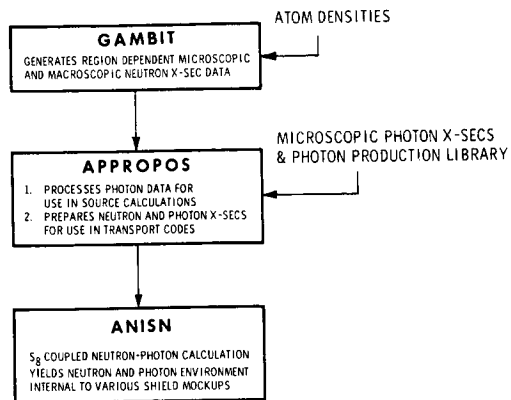 ATOM DENSITIES
GAMBIT
GENERATES REGION DEPENDENT MICROSCOPIC
AND MACROSCOPIC NEUTRON X-SEC DATA
MICROSCOPIC PHOTON X-SECS
& PHOTON PRODUCTION LIBRARY
APPROPOS
1. PROCESSES PHOTON DATA FOR
USE IN SOURCE CALCULATIONS
2. PREPARES NEUTRON AND PHOTON X-SECS
FOR USE IN TRANSPORT CODES
ANISN
S8 COUPLED NEUTRON-PHOTON CALCULATION
YIELDS NEUTRON AND PHOTON ENVIRONMENT
INTERNAL TO VARIOUS SHIELD MOCKUPS